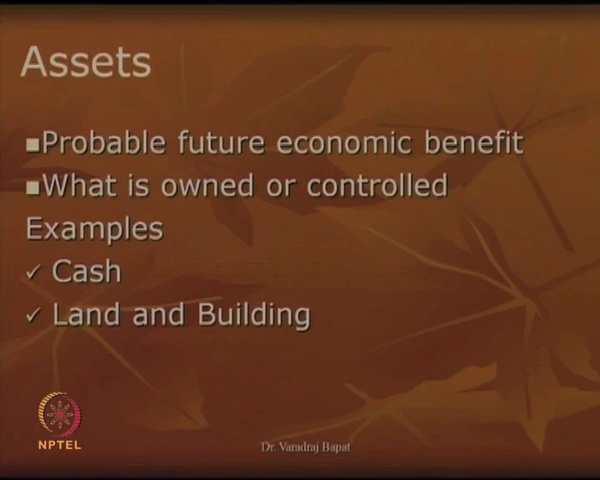 Assets
Probable future economic benefit
What is owned or controlled
Examples
✓ Cash
✓ Land and Building
NPTEL
Dr. Varadraj Bapat